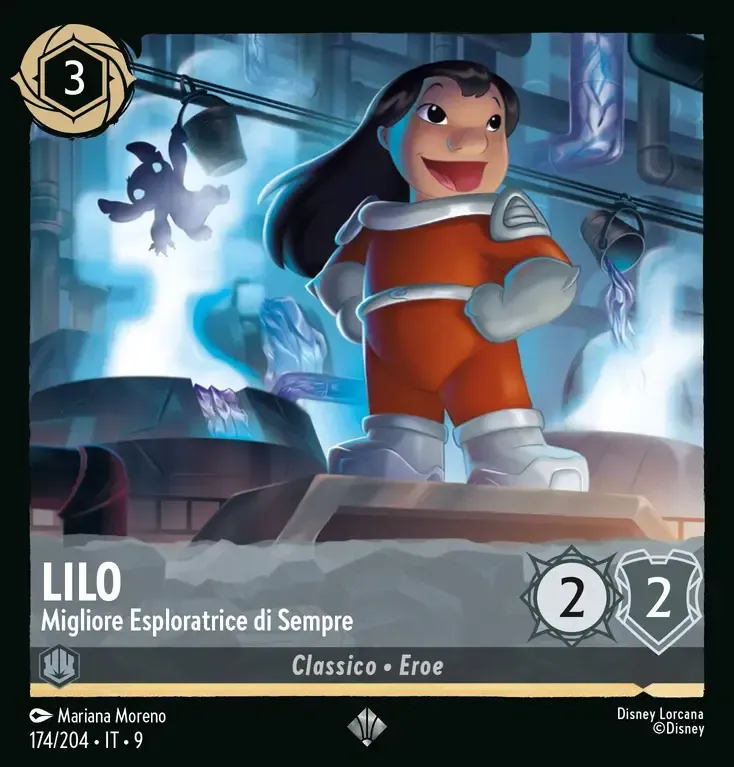 3
LILO
Migliore Esploratrice di Sempre
2 2
Classico • Eroe
Mariana Moreno
174/204 • IT • 9
Disney Lorcana
©Disney